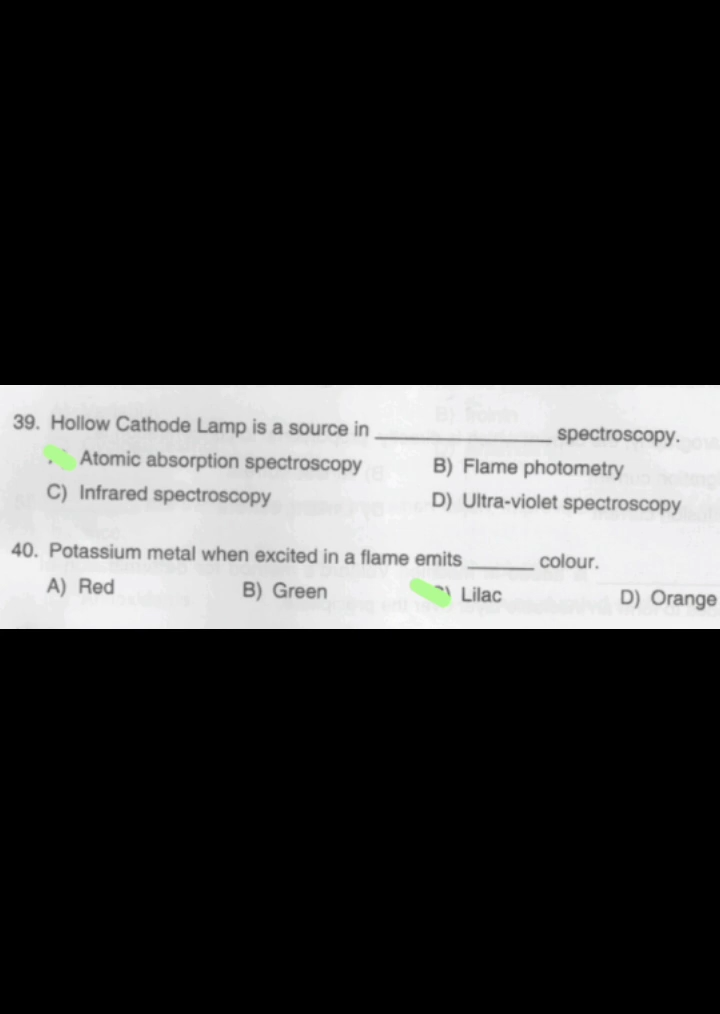 39. Hollow Cathode Lamp is a source in ____________ spectroscopy.
Atomic absorption spectroscopy B) Flame photometry
C) Infrared spectroscopy D) Ultra-violet spectroscopy
40. Potassium metal when excited in a flame emits ______ colour.
A) Red B) Green Lilac D) Orange